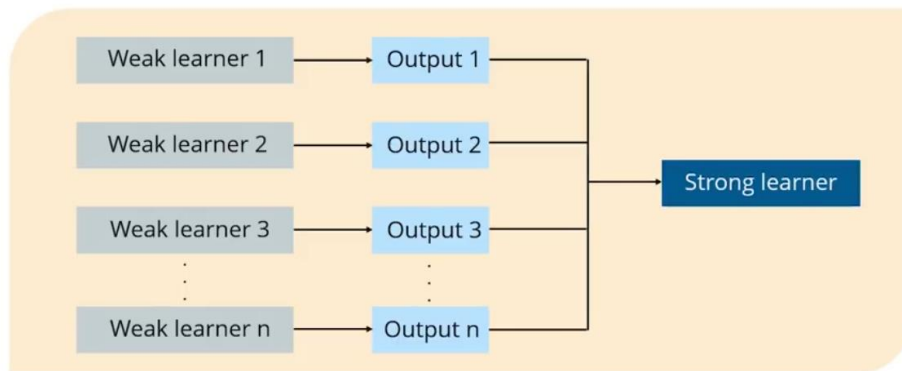 Weak learner 1
Output 1
Weak learner 2
Output 2
Strong learner
Weak learner 3
Output 3
Weak learner n
Output n